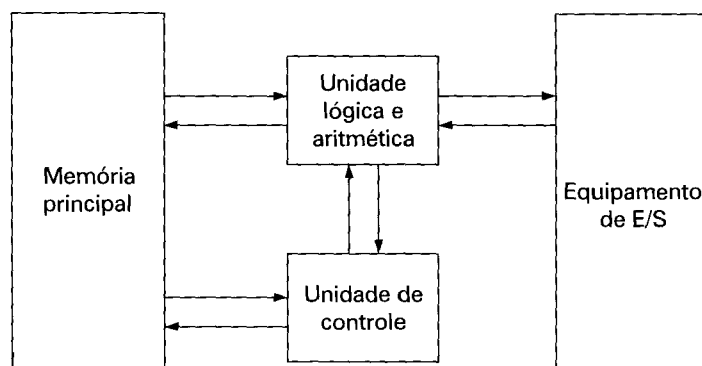 Memória
principal
Unidade
lógica e
aritmética
Unidade de
controle
Equipamento
de E/S